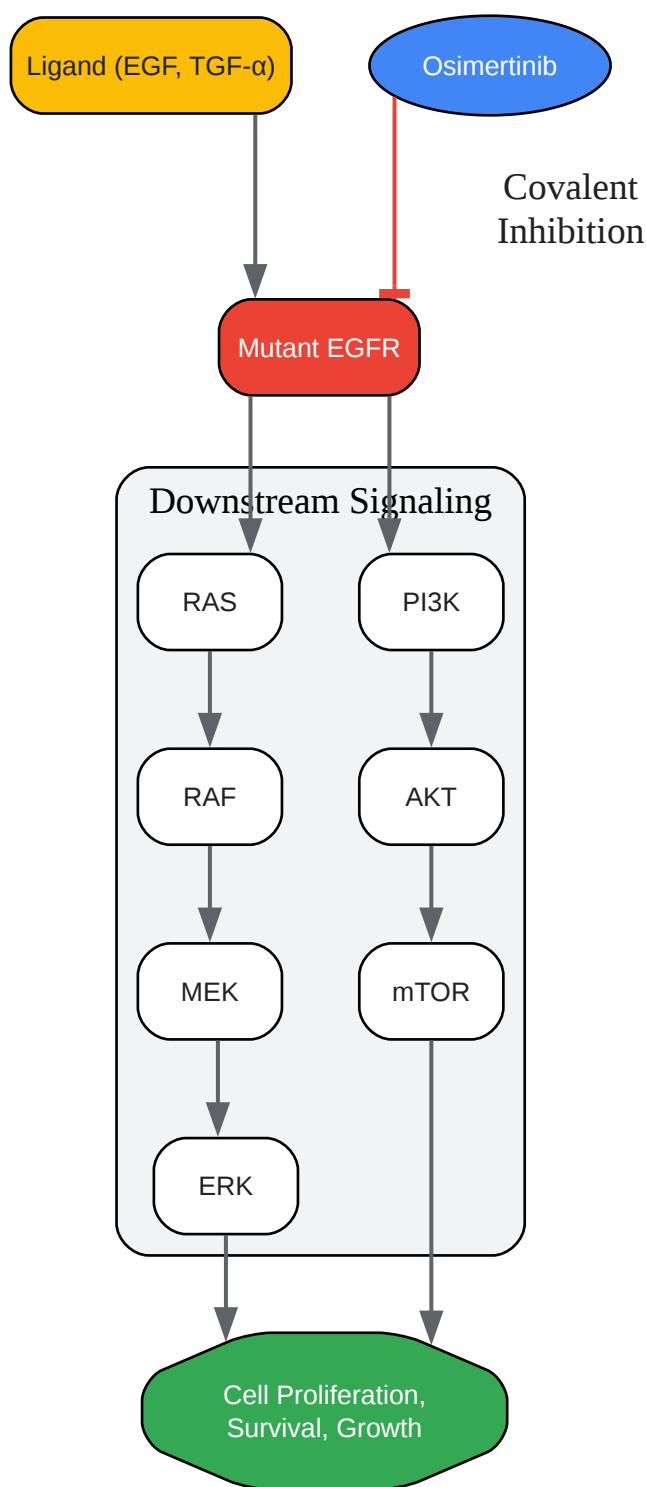 Ligand (EGF, TGF-α)
Osimertinib
Covalent
Inhibition
Mutant EGFR
Downstream Signaling
RAS
PI3K
RAF
AKT
MEK
mTOR
ERK
Cell Proliferation,
Survival, Growth